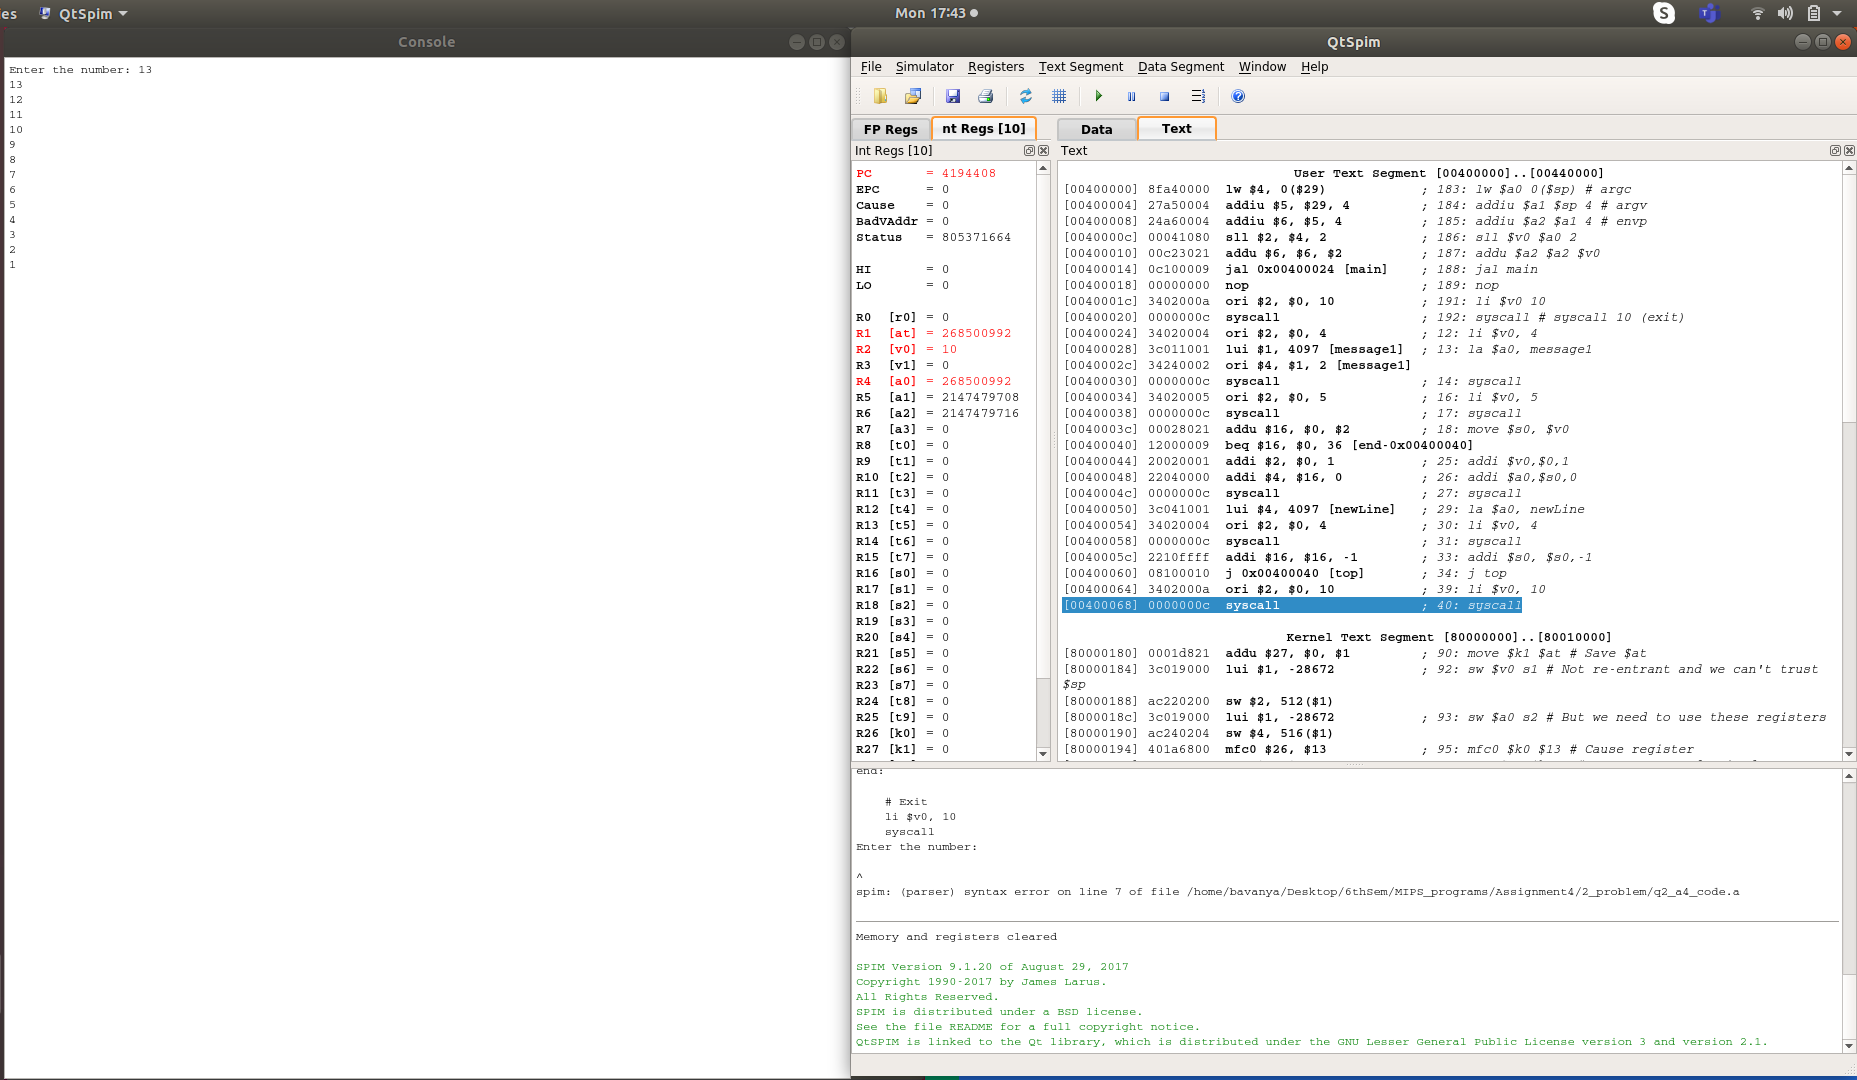 es QtSpim Mon 17:43
Console
Enter the number: 13
13
12
11
10
9
8
7
6
5
4
3
2
1
QtSpim
File Simulator Registers Text Segment Data Segment Window Help
FP Regs nt Regs [10] Data Text
Int Regs [10]
PC = 4194408
EPC = 0
Cause = 0
BadVAddr = 0
Status = 805371664
HI = 0
LO = 0
R0 [r0] = 0
R1 [at] = 268500992
R2 [v0] = 10
R3 [v1] = 0
R4 [a0] = 268500992
R5 [a1] = 2147479708
R6 [a2] = 2147479716
R7 [a3] = 0
R8 [t0] = 0
R9 [t1] = 0
R10 [t2] = 0
R11 [t3] = 0
R12 [t4] = 0
R13 [t5] = 0
R14 [t6] = 0
R15 [t7] = 0
R16 [s0] = 0
R17 [s1] = 0
R18 [s2] = 0
R19 [s3] = 0
R20 [s4] = 0
R21 [s5] = 0
R22 [s6] = 0
R23 [s7] = 0
R24 [t8] = 0
R25 [t9] = 0
R26 [k0] = 0
R27 [k1] = 0
Text
User Text Segment [00400000]..[00440000]
[00400000] 8fa40000 lw $4, 0($29) ; 183: lw $a0 0($sp) # argc
[00400004] 27a50004 addiu $5, $29, 4 ; 184: addiu $a1 $sp 4 # argv
[00400008] 24a60004 addiu $6, $5, 4 ; 185: addiu $a2 $a1 4 # envp
[0040000c] 00041080 sll $2, $4, 2 ; 186: sll $v0 $a0 2
[00400010] 00c23021 addu $6, $6, $2 ; 187: addu $a2 $a2 $v0
[00400014] 0c100009 jal 0x00400024 [main] ; 188: jal main
[00400018] 00000000 nop ; 189: nop
[0040001c] 3402000a ori $2, $0, 10 ; 191: li $v0 10
[00400020] 0000000c syscall ; 192: syscall # syscall 10 (exit)
[00400024] 34020004 ori $2, $0, 4 ; 12: li $v0, 4
[00400028] 3c011001 lui $1, 4097 [message1] ; 13: la $a0, message1
[0040002c] 34240002 ori $4, $1, 2 [message1]
[00400030] 0000000c syscall ; 14: syscall
[00400034] 34020005 ori $2, $0, 5 ; 16: li $v0, 5
[00400038] 0000000c syscall ; 17: syscall
[0040003c] 00028021 addu $16, $0, $2 ; 18: move $s0, $v0
[00400040] 12000009 beq $16, $0, 36 [end-0x00400040]
[00400044] 20020001 addi $2, $0, 1 ; 25: addi $v0,$0,1
[00400048] 22040000 addi $4, $16, 0 ; 26: addi $a0,$s0,0
[0040004c] 0000000c syscall ; 27: syscall
[00400050] 3c041001 lui $4, 4097 [newLine] ; 29: la $a0, newLine
[00400054] 34020004 ori $2, $0, 4 ; 30: li $v0, 4
[00400058] 0000000c syscall ; 31: syscall
[0040005c] 2210ffff addi $16, $16, -1 ; 33: addi $s0, $s0,-1
[00400060] 08100010 j 0x00400040 [top] ; 34: j top
[00400064] 3402000a ori $2, $0, 10 ; 39: li $v0, 10
[00400068] 0000000c syscall ; 40: syscall
Kernel Text Segment [80000000]..[80010000]
[80000180] 0001d821 addu $27, $0, $1 ; 90: move $k1 $at # Save $at
[80000184] 3c019000 lui $1, -28672 ; 92: sw $v0 s1 # Not re-entrant and we can't trust
$sp
[80000188] ac220200 sw $2, 512($1)
[8000018c] 3c019000 lui $1, -28672 ; 93: sw $a0 s2 # But we need to use these registers
[80000190] ac240204 sw $4, 516($1)
[80000194] 401a6800 mfc0 $26, $13 ; 95: mfc0 $k0 $13 # Cause register
end:
# Exit
li $v0, 10
syscall
Enter the number:
^
spim: (parser) syntax error on line 7 of file /home/bavanya/Desktop/6thSem/MIPS_programs/Assignment4/2_problem/q2_a4_code.a
Memory and registers cleared
SPIM Version 9.1.20 of August 29, 2017
Copyright 1990-2017 by James Larus.
All Rights Reserved.
SPIM is distributed under a BSD license.
See the file README for a full copyright notice.
QtSPIM is linked to the Qt library, which is distributed under the GNU Lesser General Public License version 3 and version 2.1.